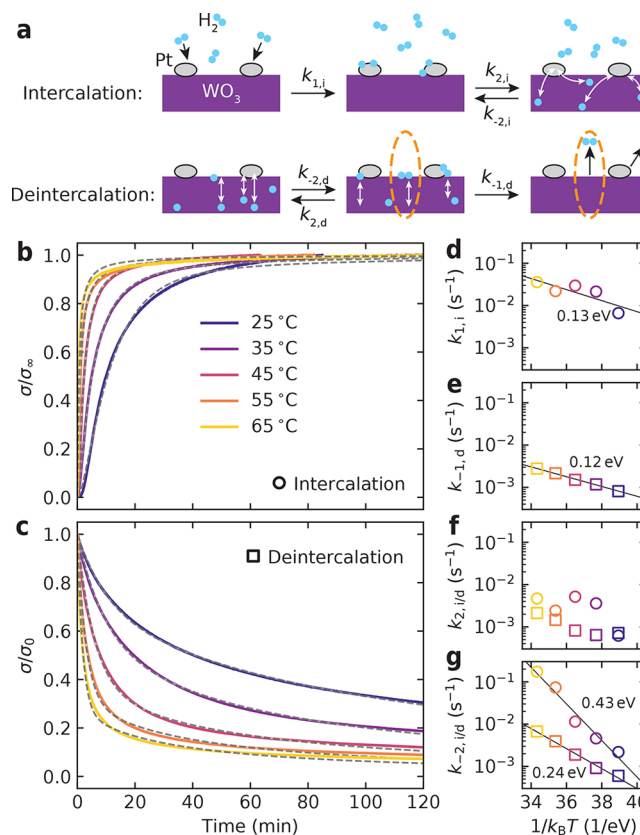 a
H2
Pt
WO3
Intercalation:
k1,i
k2,i
k-2,i
Deintercalation:
k-2,d
k2,d
k-1,d
b
σ/σ∞
1.0
0.8
0.6
0.4
0.2
0.0
25 °C
35 °C
45 °C
55 °C
65 °C
Intercalation
c
σ/σ0
1.0
0.8
0.6
0.4
0.2
0.0
Deintercalation
0 20 40 60 80 100 120
Time (min)
d
k1,i (s−1)
10−1
10−2
10−3
0.13 eV
e
k−1,d (s−1)
10−1
10−2
10−3
0.12 eV
f
k2,i/d (s−1)
10−1
10−2
10−3
g
k−2,i/d (s−1)
10−1
10−2
10−3
0.43 eV
0.24 eV
34 36 38 40
1/kBT (1/eV)